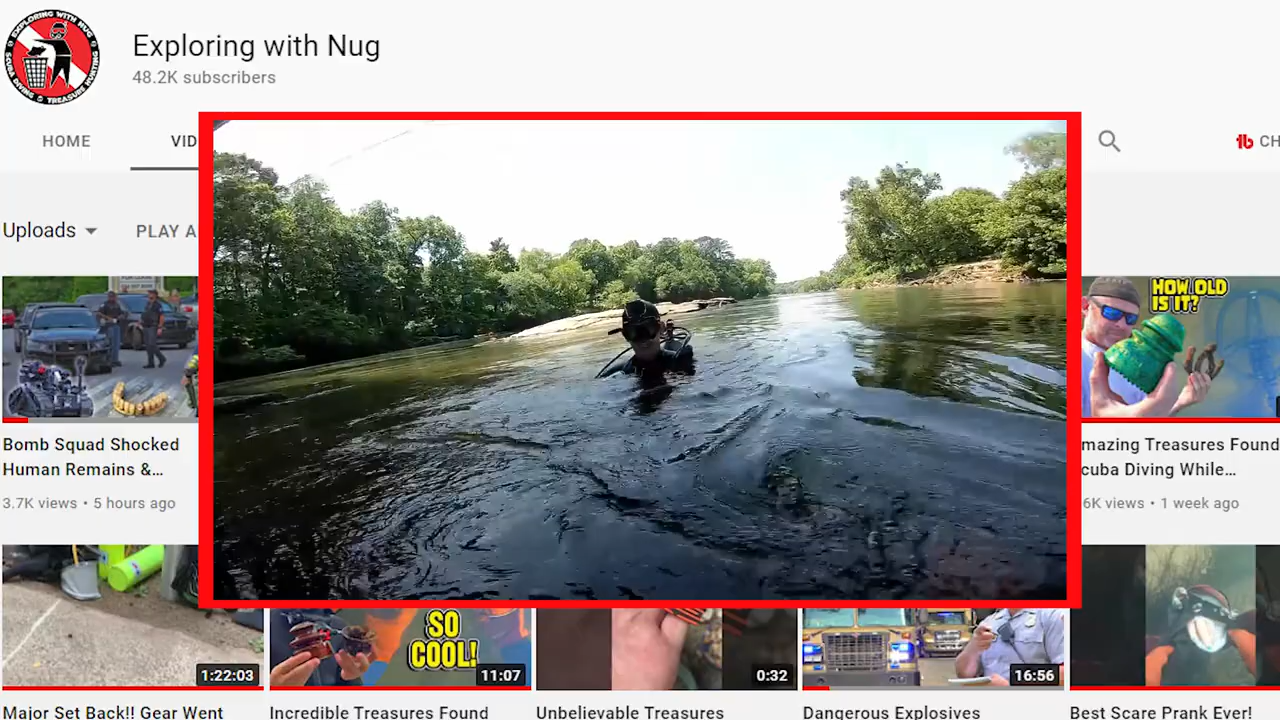 EXPLORING WITH NUG
SCUBA DIVING TREASURE HUNTING
Exploring with Nug
48.2K subscribers
HOME
VID
CH
Uploads
PLAY A
HOW OLD
IS IT?
Bomb Squad Shocked
Human Remains &...
3.7K views • 5 hours ago
mazing Treasures Found
cuba Diving While...
6K views • 1 week ago
SO
COOL!
1:22:03
11:07
0:32
16:56
Major Set Back!! Gear Went
Incredible Treasures Found
Unbelievable Treasures
Dangerous Explosives
Best Scare Prank Ever!